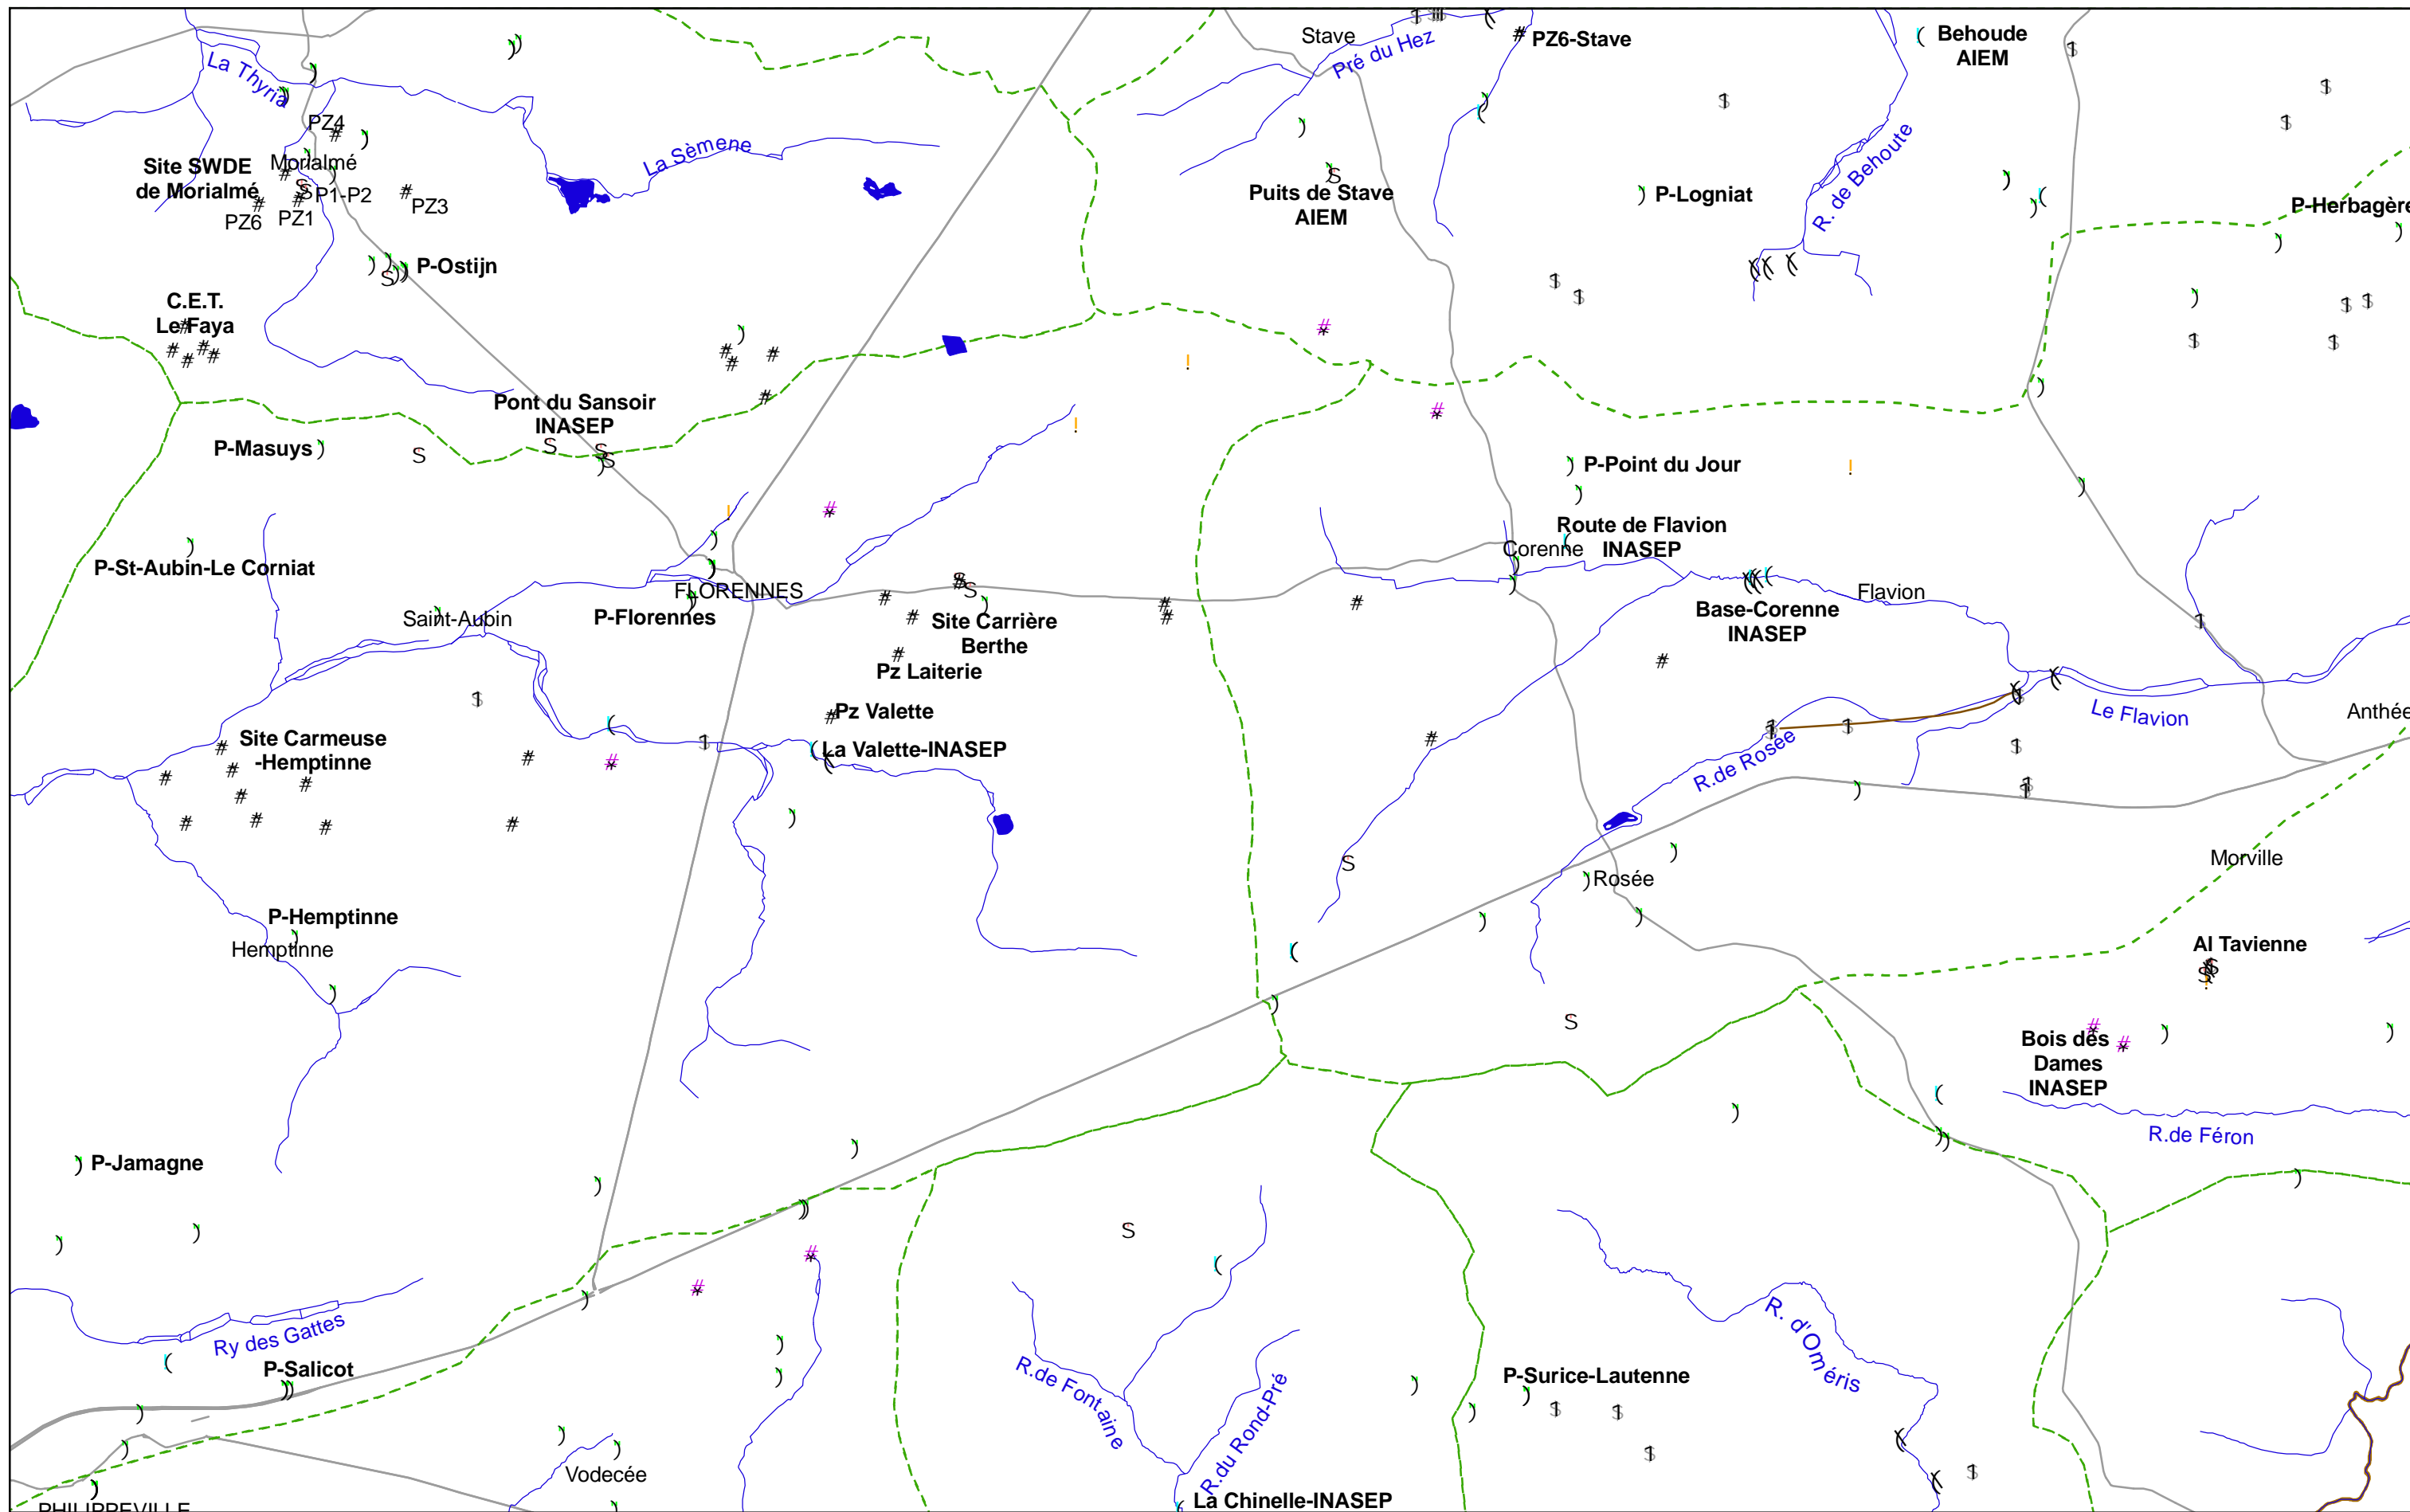 Stave
Pré du Hez
PZ6-Stave
Behoude
AIEM
La Thyria
PZ4
Morialmé
Site SWDE
de Morialmé
P1-P2
PZ3
PZ6
PZ1
La Sèmene
Puits de Stave
AIEM
P-Logniat
R. de Behoute
P-Herbagère
P-Ostijn
C.E.T.
Le Faya
Pont du Sansoir
INASEP
P-Masuys
P-Point du Jour
Route de Flavion
INASEP
Corenne
P-St-Aubin-Le Corniat
FLORENNES
Saint-Aubin
P-Florennes
Site Carrière
Berthe
Flavion
Base-Corenne
INASEP
Pz Laiterie
Pz Valette
Le Flavion
Anthée
Site Carmeuse
-Hemptinne
La Valette-INASEP
R.de Rosée
Morville
Rosée
P-Hemptinne
Hemptinne
Al Tavienne
Bois des
Dames
INASEP
R.de Féron
P-Jamagne
Ry des Gattes
P-Salicot
R.de Fontaine
R.du Rond-Pré
P-Surice-Lautenne
R. d'Oméris
Vodecée
La Chinelle-INASEP
PHILIPPEVILLE